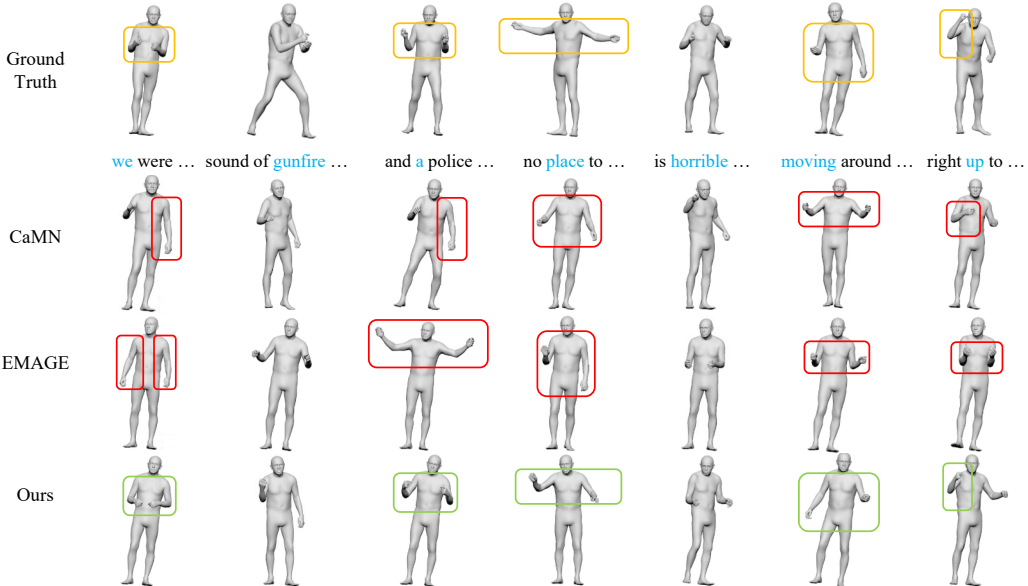 Ground
Truth
we were … sound of gunfire … and a police … no place to … is horrible … moving around … right up to …
CaMN
EMAGE
Ours